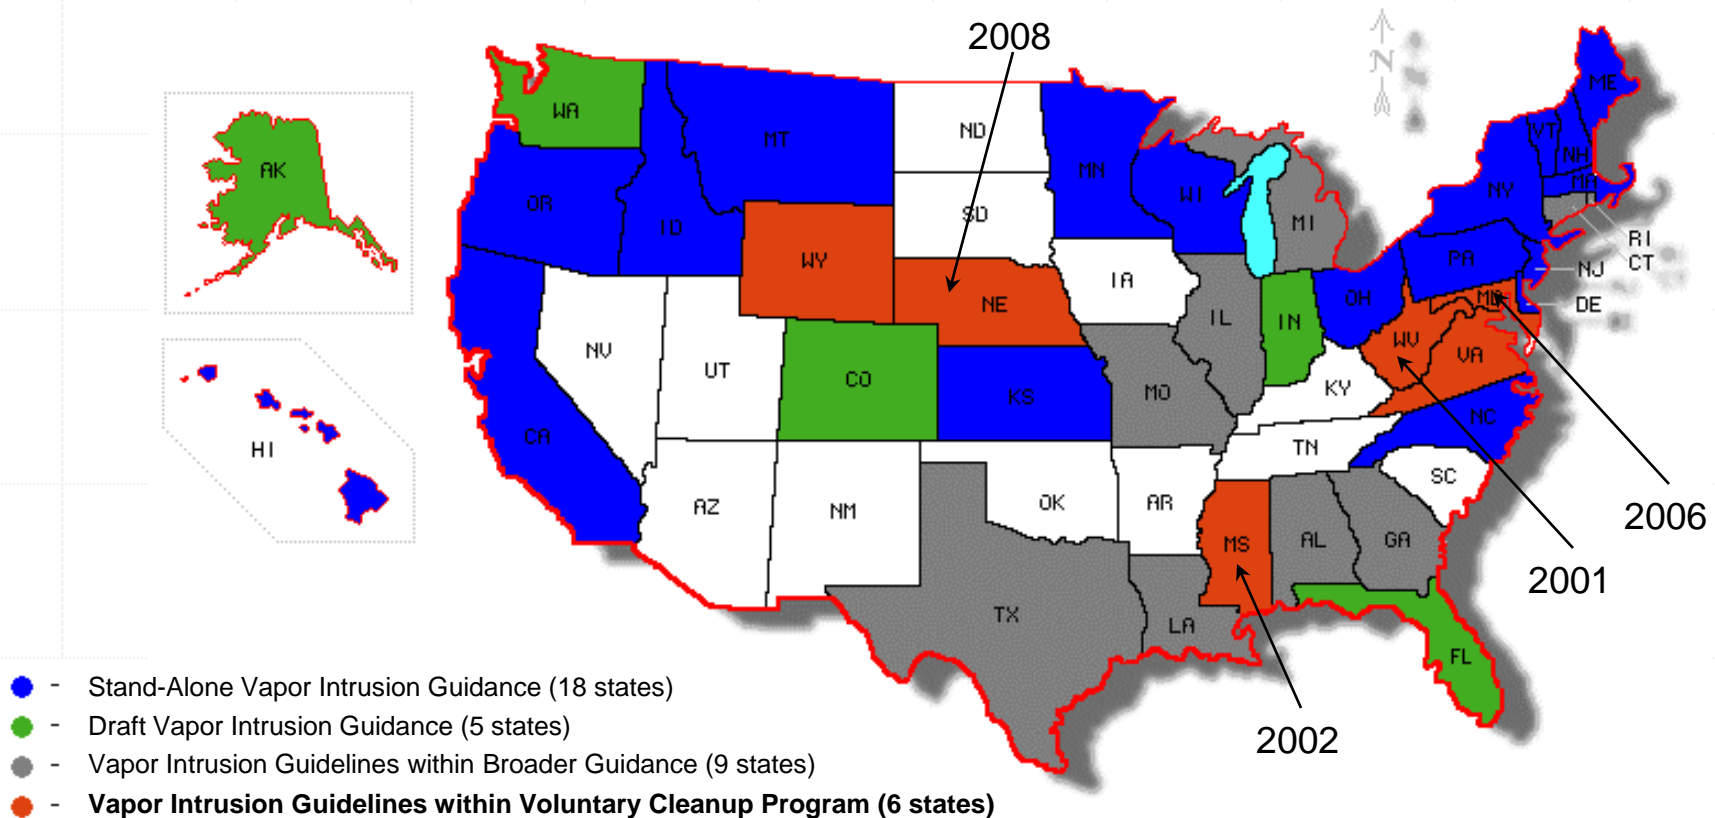 2008
N
ME
WA
VT
ND
MT
NH
AK
MN
MA
NY
WI
OR
SD
MI
ID
RI
PA
CT
WY
NJ
IA
MD
OH
NE
DE
IL
IN
WV
NV
VA
UT
CO
KY
MO
KS
NC
CA
TN
HI
SC
AZ
NM
OK
AR
2006
MS
AL
GA
2001
TX
LA
FL
2002
- Stand-Alone Vapor Intrusion Guidance (18 states)
- Draft Vapor Intrusion Guidance (5 states)
- Vapor Intrusion Guidelines within Broader Guidance (9 states)
- Vapor Intrusion Guidelines within Voluntary Cleanup Program (6 states)